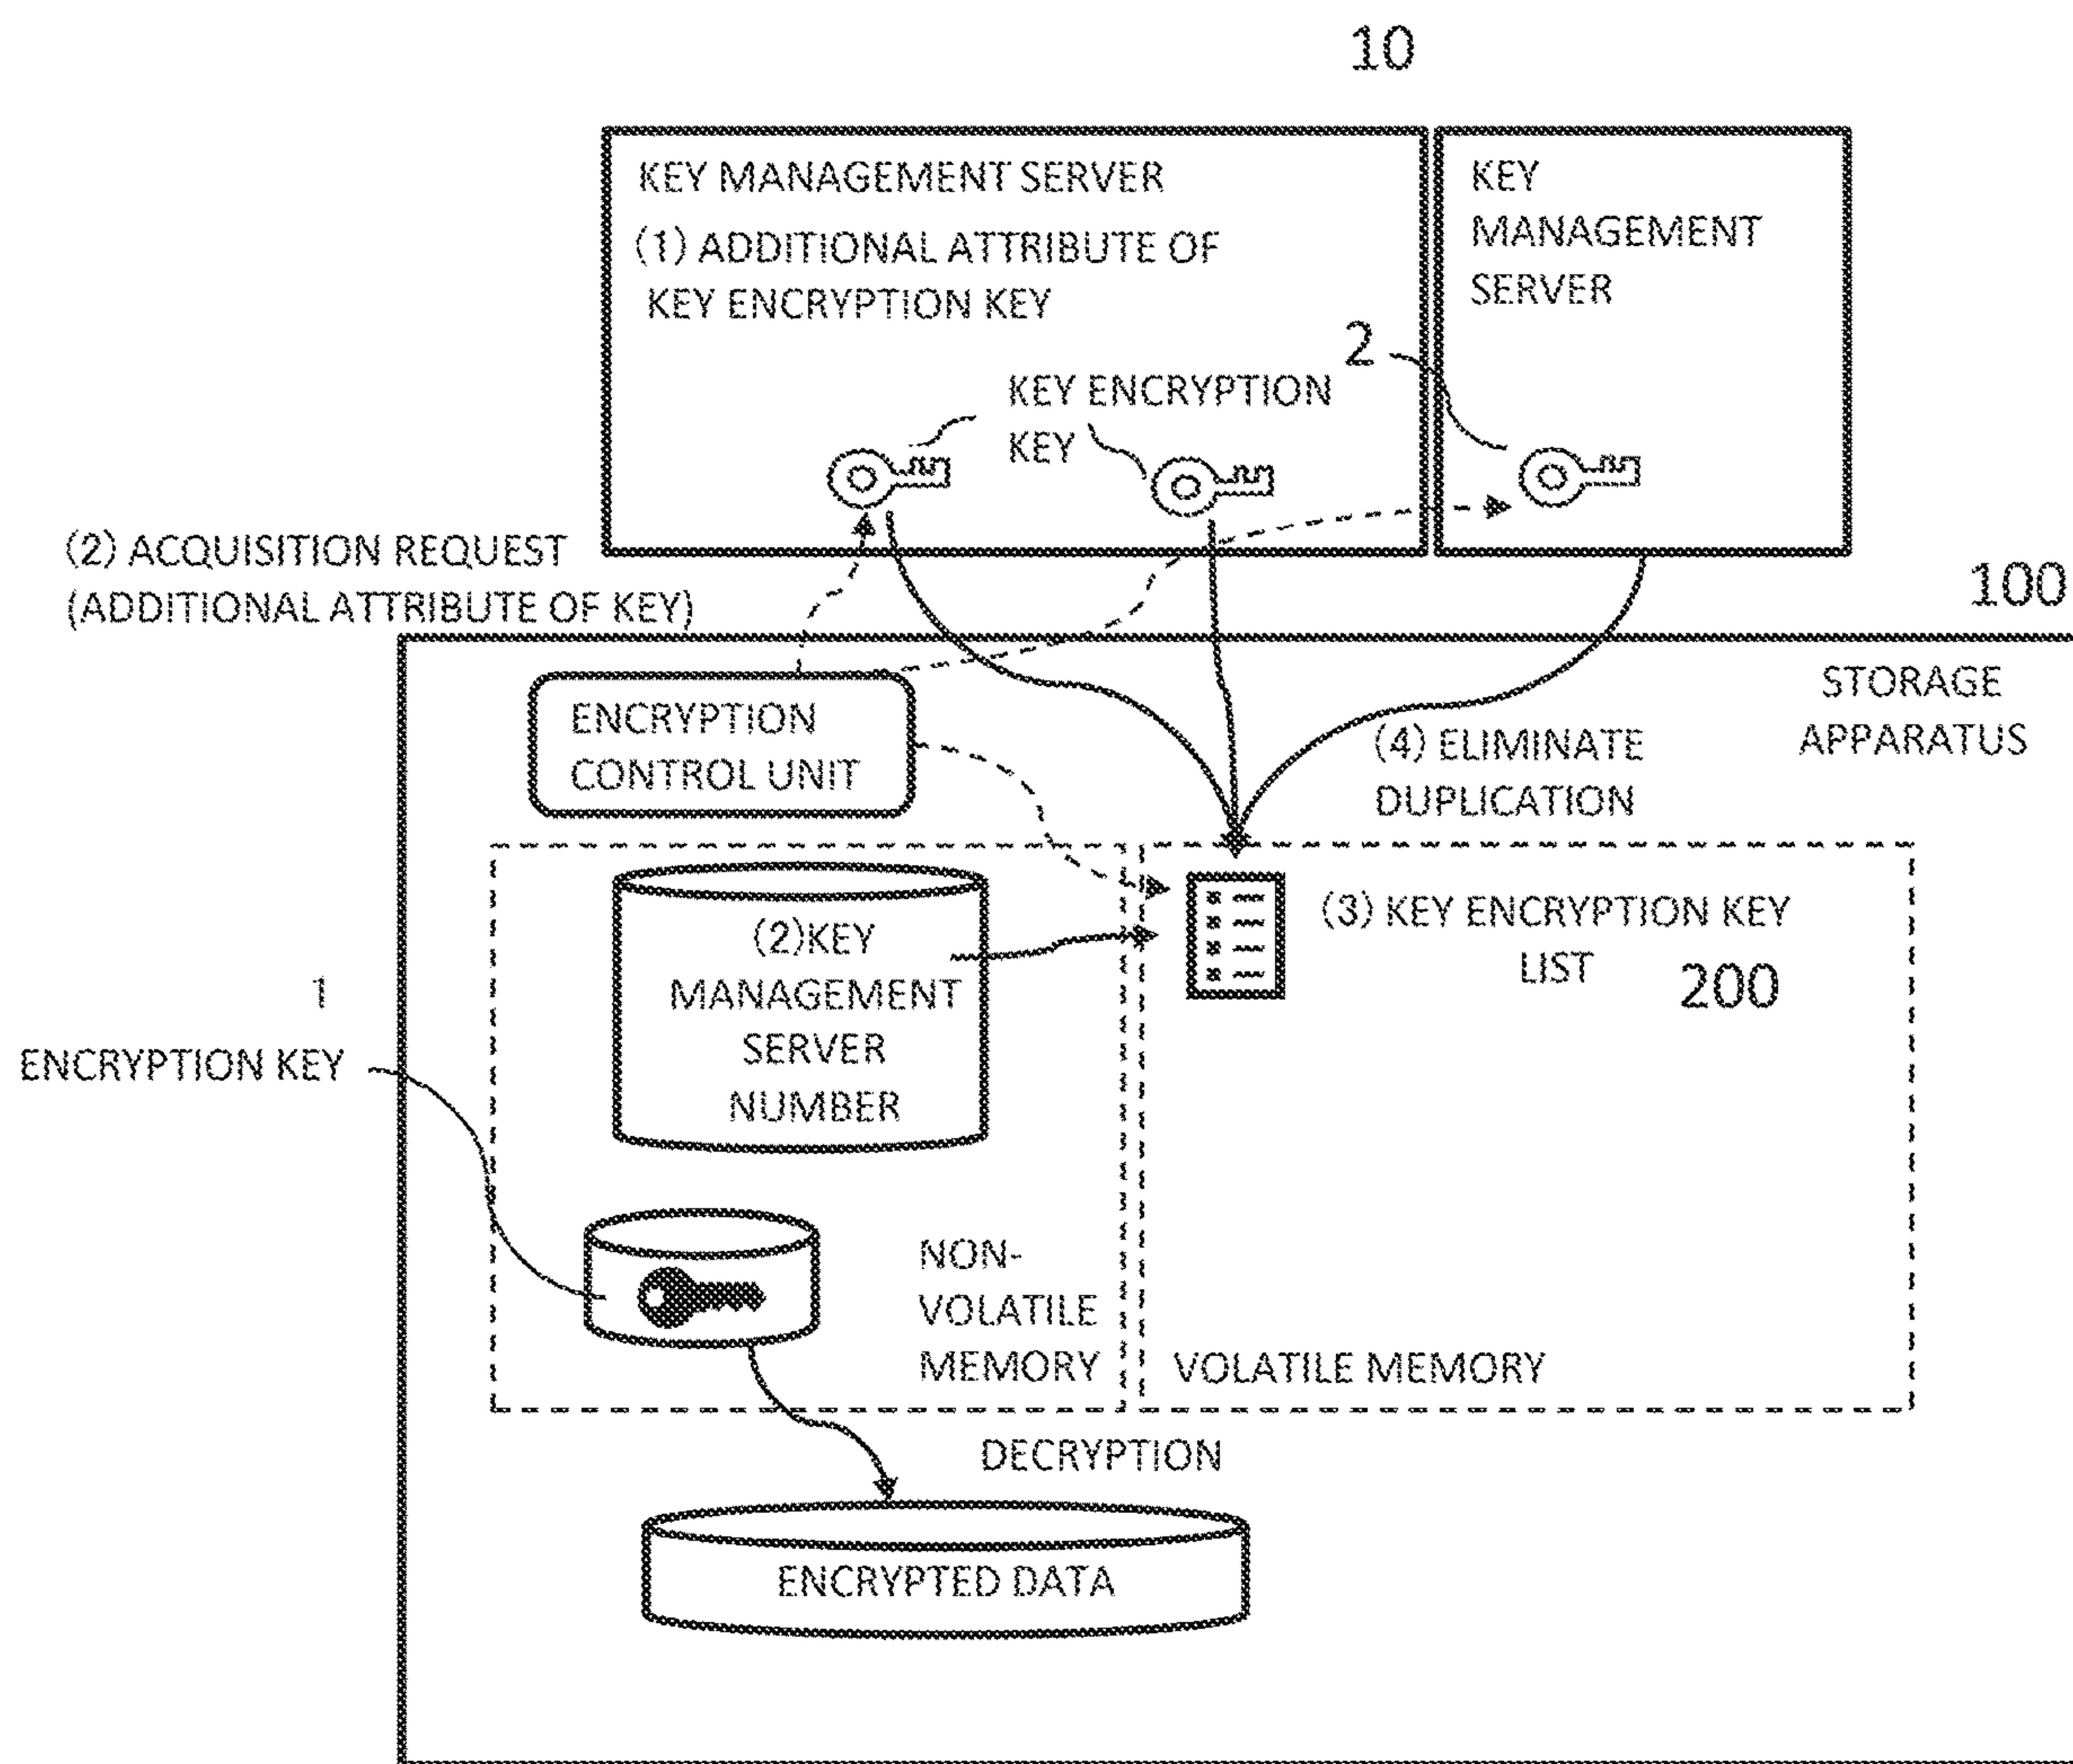 10
KEY MANAGEMENT SERVER
(1) ADDITIONAL ATTRIBUTE OF
KEY ENCRYPTION KEY
KEY
MANAGEMENT
SERVER
2
KEY ENCRYPTION
KEY
(2) ACQUISITION REQUEST
(ADDITIONAL ATTRIBUTE OF KEY)
100
STORAGE
APPARATUS
ENCRYPTION
CONTROL UNIT
(4) ELIMINATE
DUPLICATION
(2)KEY
MANAGEMENT
SERVER
NUMBER
(3) KEY ENCRYPTION KEY
LIST
200
1
ENCRYPTION KEY
NON-
VOLATILE
MEMORY
VOLATILE MEMORY
DECRYPTION
ENCRYPTED DATA